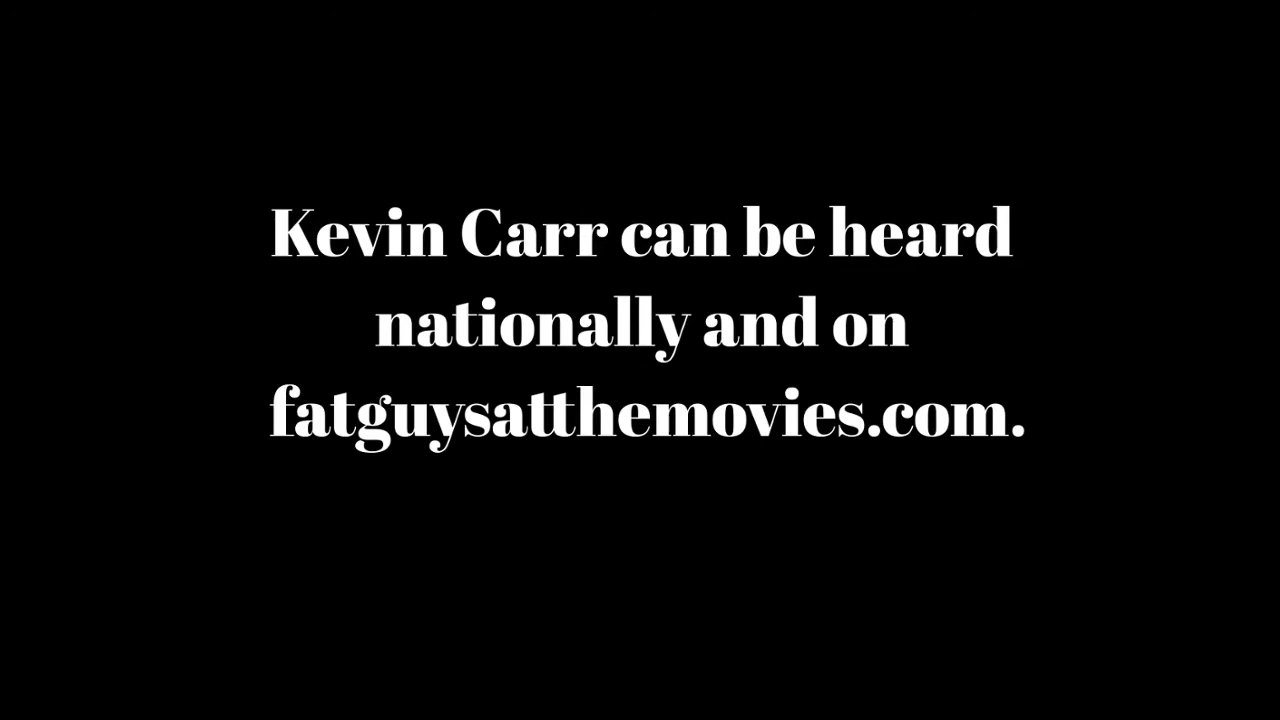 Kevin Carr can be heard
nationally and on
fatguysatthemovies.com.